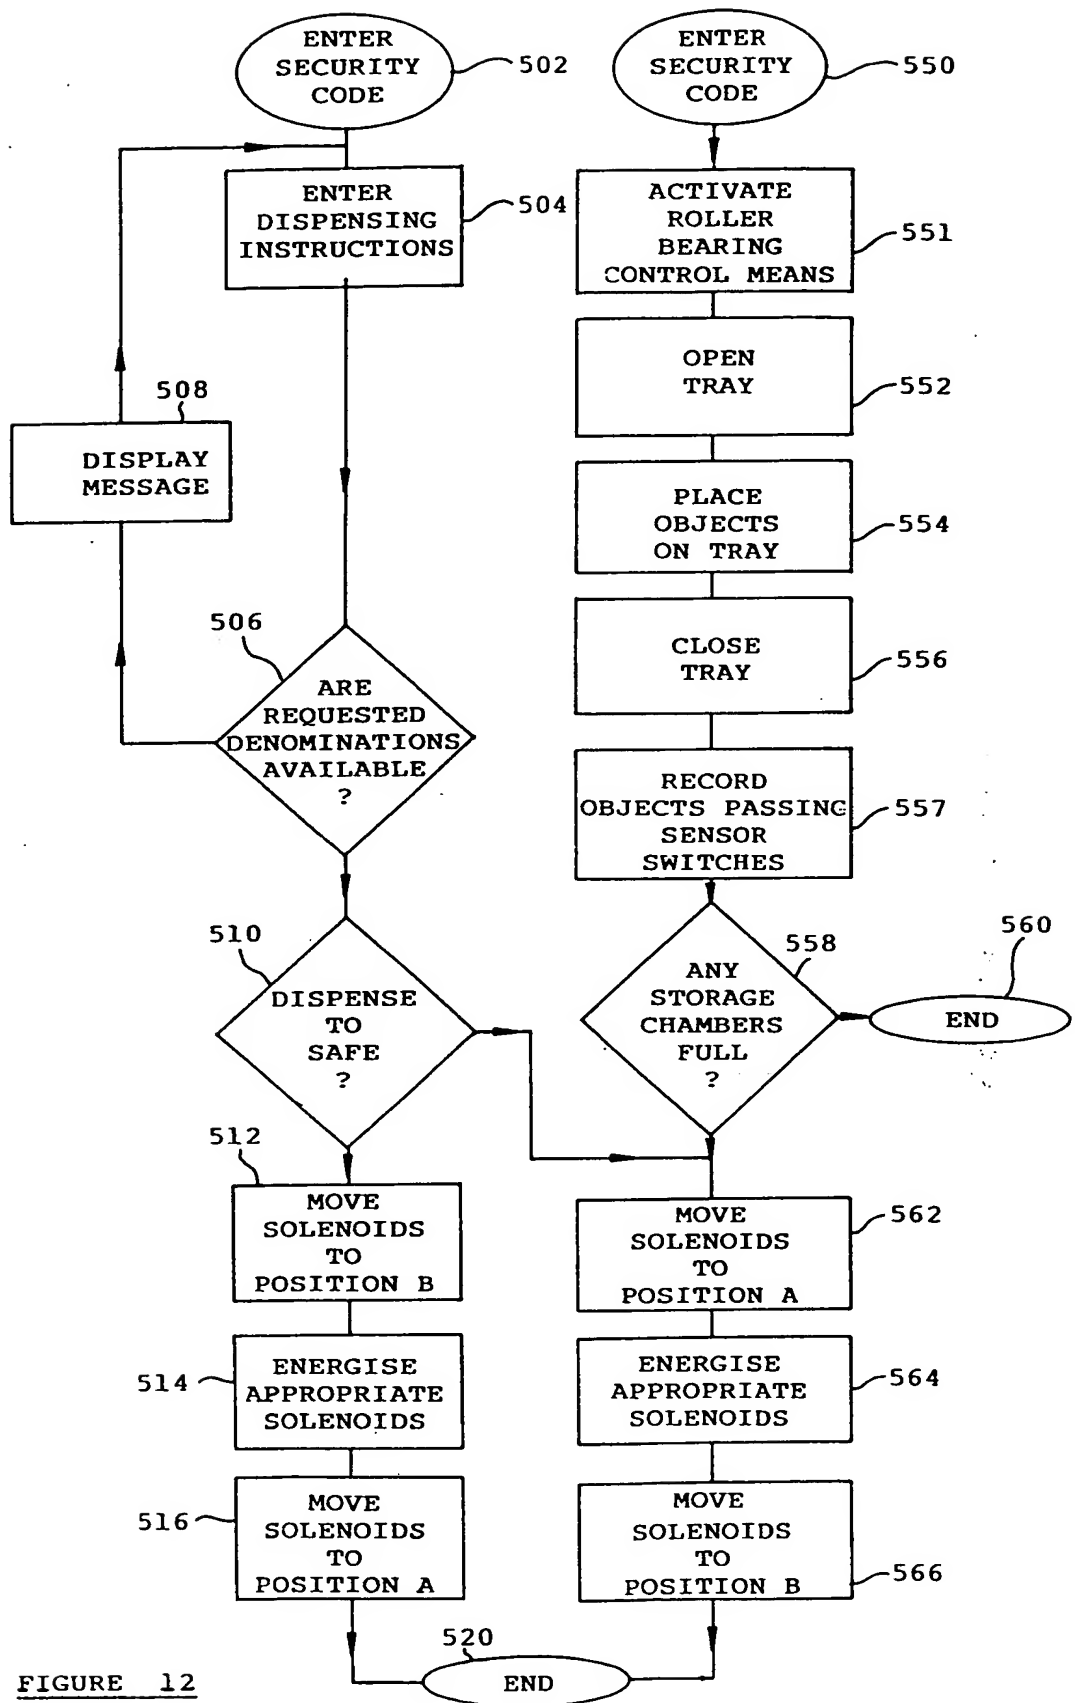 ENTER
SECURITY
CODE
502
ENTER
DISPENSING
INSTRUCTIONS
504
508
DISPLAY
MESSAGE
506
ARE
REQUESTED
DENOMINATIONS
AVAILABLE
?
510
DISPENSE
TO
SAFE
?
512
MOVE
SOLENOIDS
TO
POSITION B
514
ENERGISE
APPROPRIATE
SOLENOIDS
516
MOVE
SOLENOIDS
TO
POSITION A
ENTER
SECURITY
CODE
550
ACTIVATE
ROLLER
BEARING
CONTROL MEANS
551
OPEN
TRAY
552
PLACE
OBJECTS
ON TRAY
554
CLOSE
TRAY
556
RECORD
OBJECTS PASSING
SENSOR
SWITCHES
557
558
ANY
STORAGE
CHAMBERS
FULL
?
560
END
MOVE
SOLENOIDS
TO
POSITION A
562
ENERGISE
APPROPRIATE
SOLENOIDS
564
MOVE
SOLENOIDS
TO
POSITION B
566
520
END
FIGURE 12